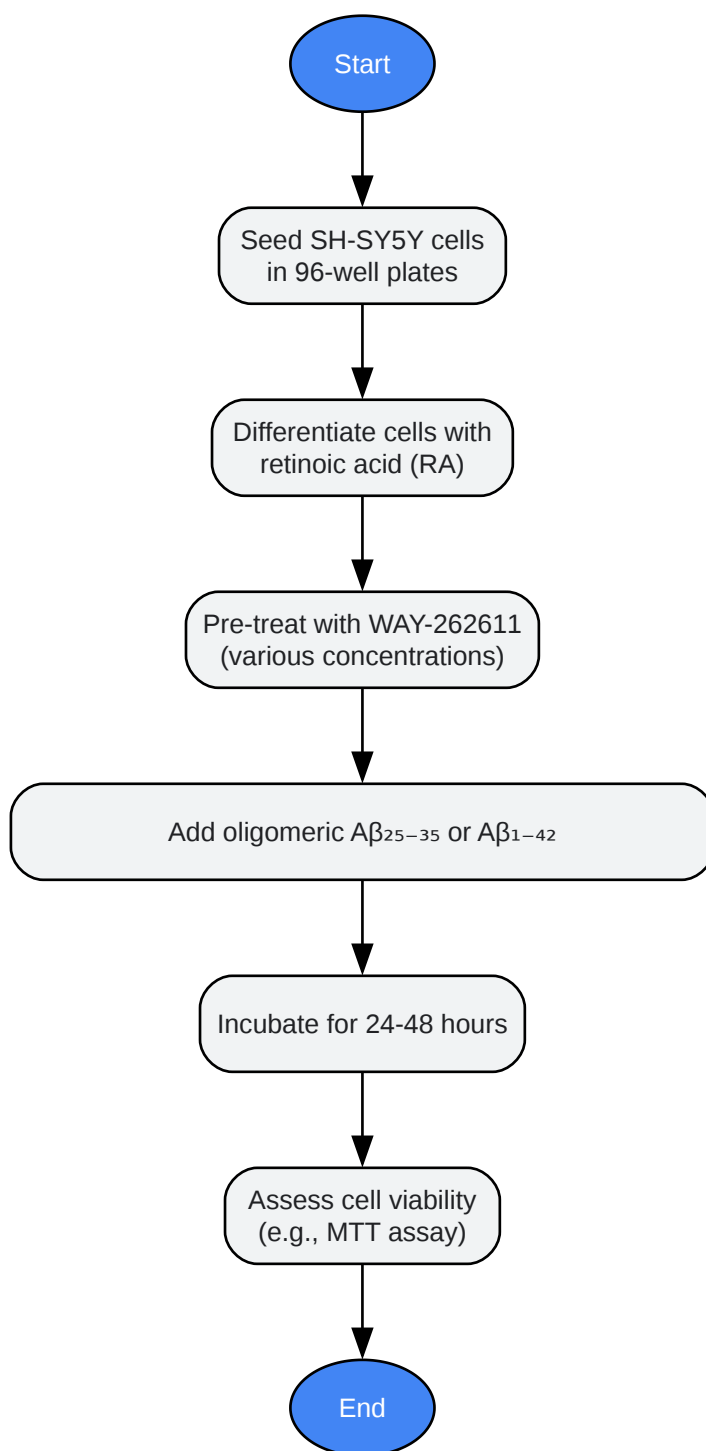 Start
Seed SH-SY5Y cells
in 96-well plates
Differentiate cells with
retinoic acid (RA)
Pre-treat with WAY-262611
(various concentrations)
Add oligomeric Aβ₂₅₋₃₅ or Aβ₁₋₄₂
Incubate for 24-48 hours
Assess cell viability
(e.g., MTT assay)
End